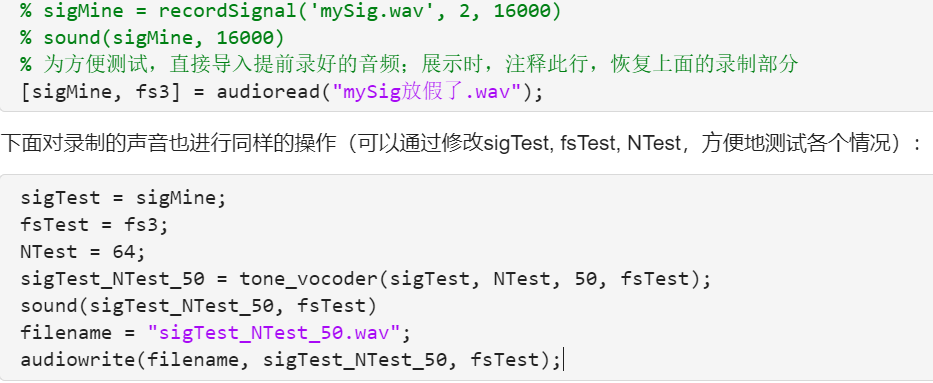 % sigMine = recordSignal('mySig.wav', 2, 16000)
% sound(sigMine, 16000)
% 为方便测试，直接导入提前录好的音频；展示时，注释此行，恢复上面的录制部分
[sigMine, fs3] = audioread("mySig放假了.wav");
下面对录制的声音也进行同样的操作（可以通过修改sigTest, fsTest, NTest，方便地测试各个情况）：
sigTest = sigMine;
fsTest = fs3;
NTest = 64;
sigTest_NTest_50 = tone_vocoder(sigTest, NTest, 50, fsTest);
sound(sigTest_NTest_50, fsTest)
filename = "sigTest_NTest_50.wav";
audiowrite(filename, sigTest_NTest_50, fsTest);